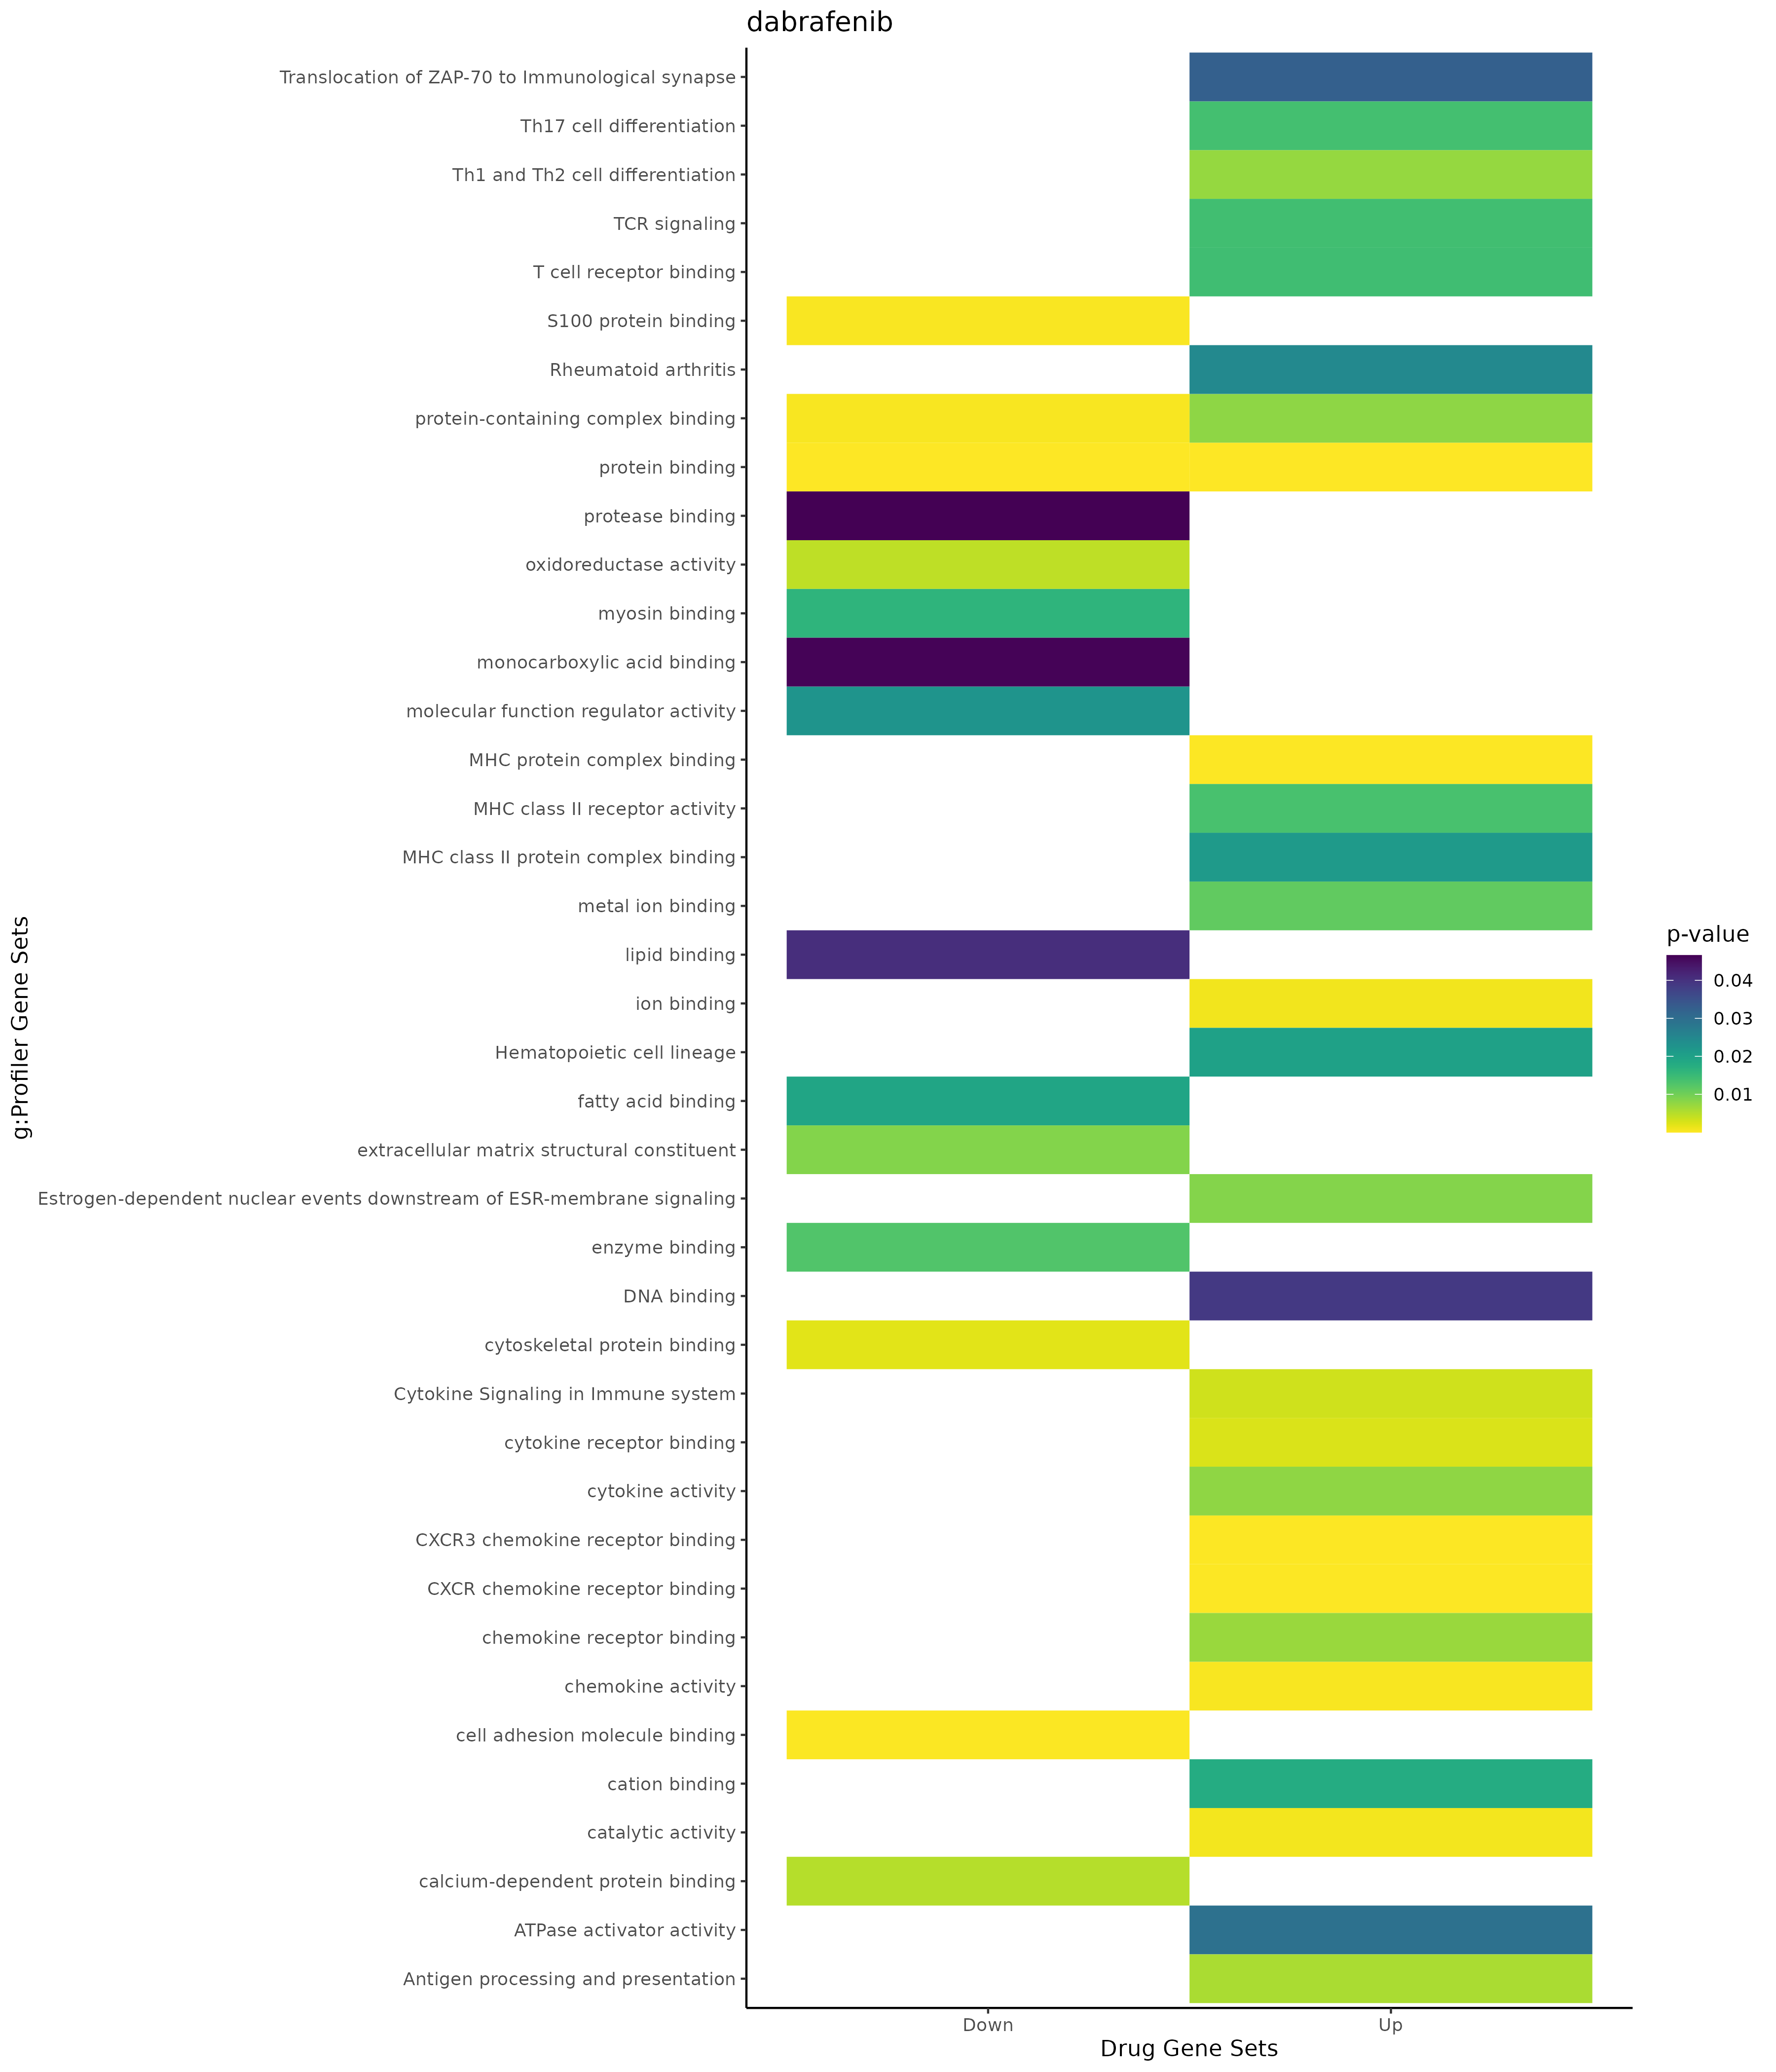 dabrafenib
Translocation of ZAP-70 to Immunological synapse
Th17 cell differentiation
Th1 and Th2 cell differentiation
TCR signaling
T cell receptor binding
S100 protein binding
Rheumatoid arthritis
protein-containing complex binding
protein binding
protease binding
oxidoreductase activity
myosin binding
monocarboxylic acid binding
molecular function regulator activity
MHC protein complex binding
MHC class II receptor activity
MHC class II protein complex binding
metal ion binding
lipid binding
ion binding
Hematopoietic cell lineage
fatty acid binding
extracellular matrix structural constituent
Estrogen-dependent nuclear events downstream of ESR-membrane signaling
enzyme binding
DNA binding
cytoskeletal protein binding
Cytokine Signaling in Immune system
cytokine receptor binding
cytokine activity
CXCR3 chemokine receptor binding
CXCR chemokine receptor binding
chemokine receptor binding
chemokine activity
cell adhesion molecule binding
cation binding
catalytic activity
calcium-dependent protein binding
ATPase activator activity
Antigen processing and presentation
g:Profiler Gene Sets
Down
Up
Drug Gene Sets
p-value
0.04
0.03
0.02
0.01